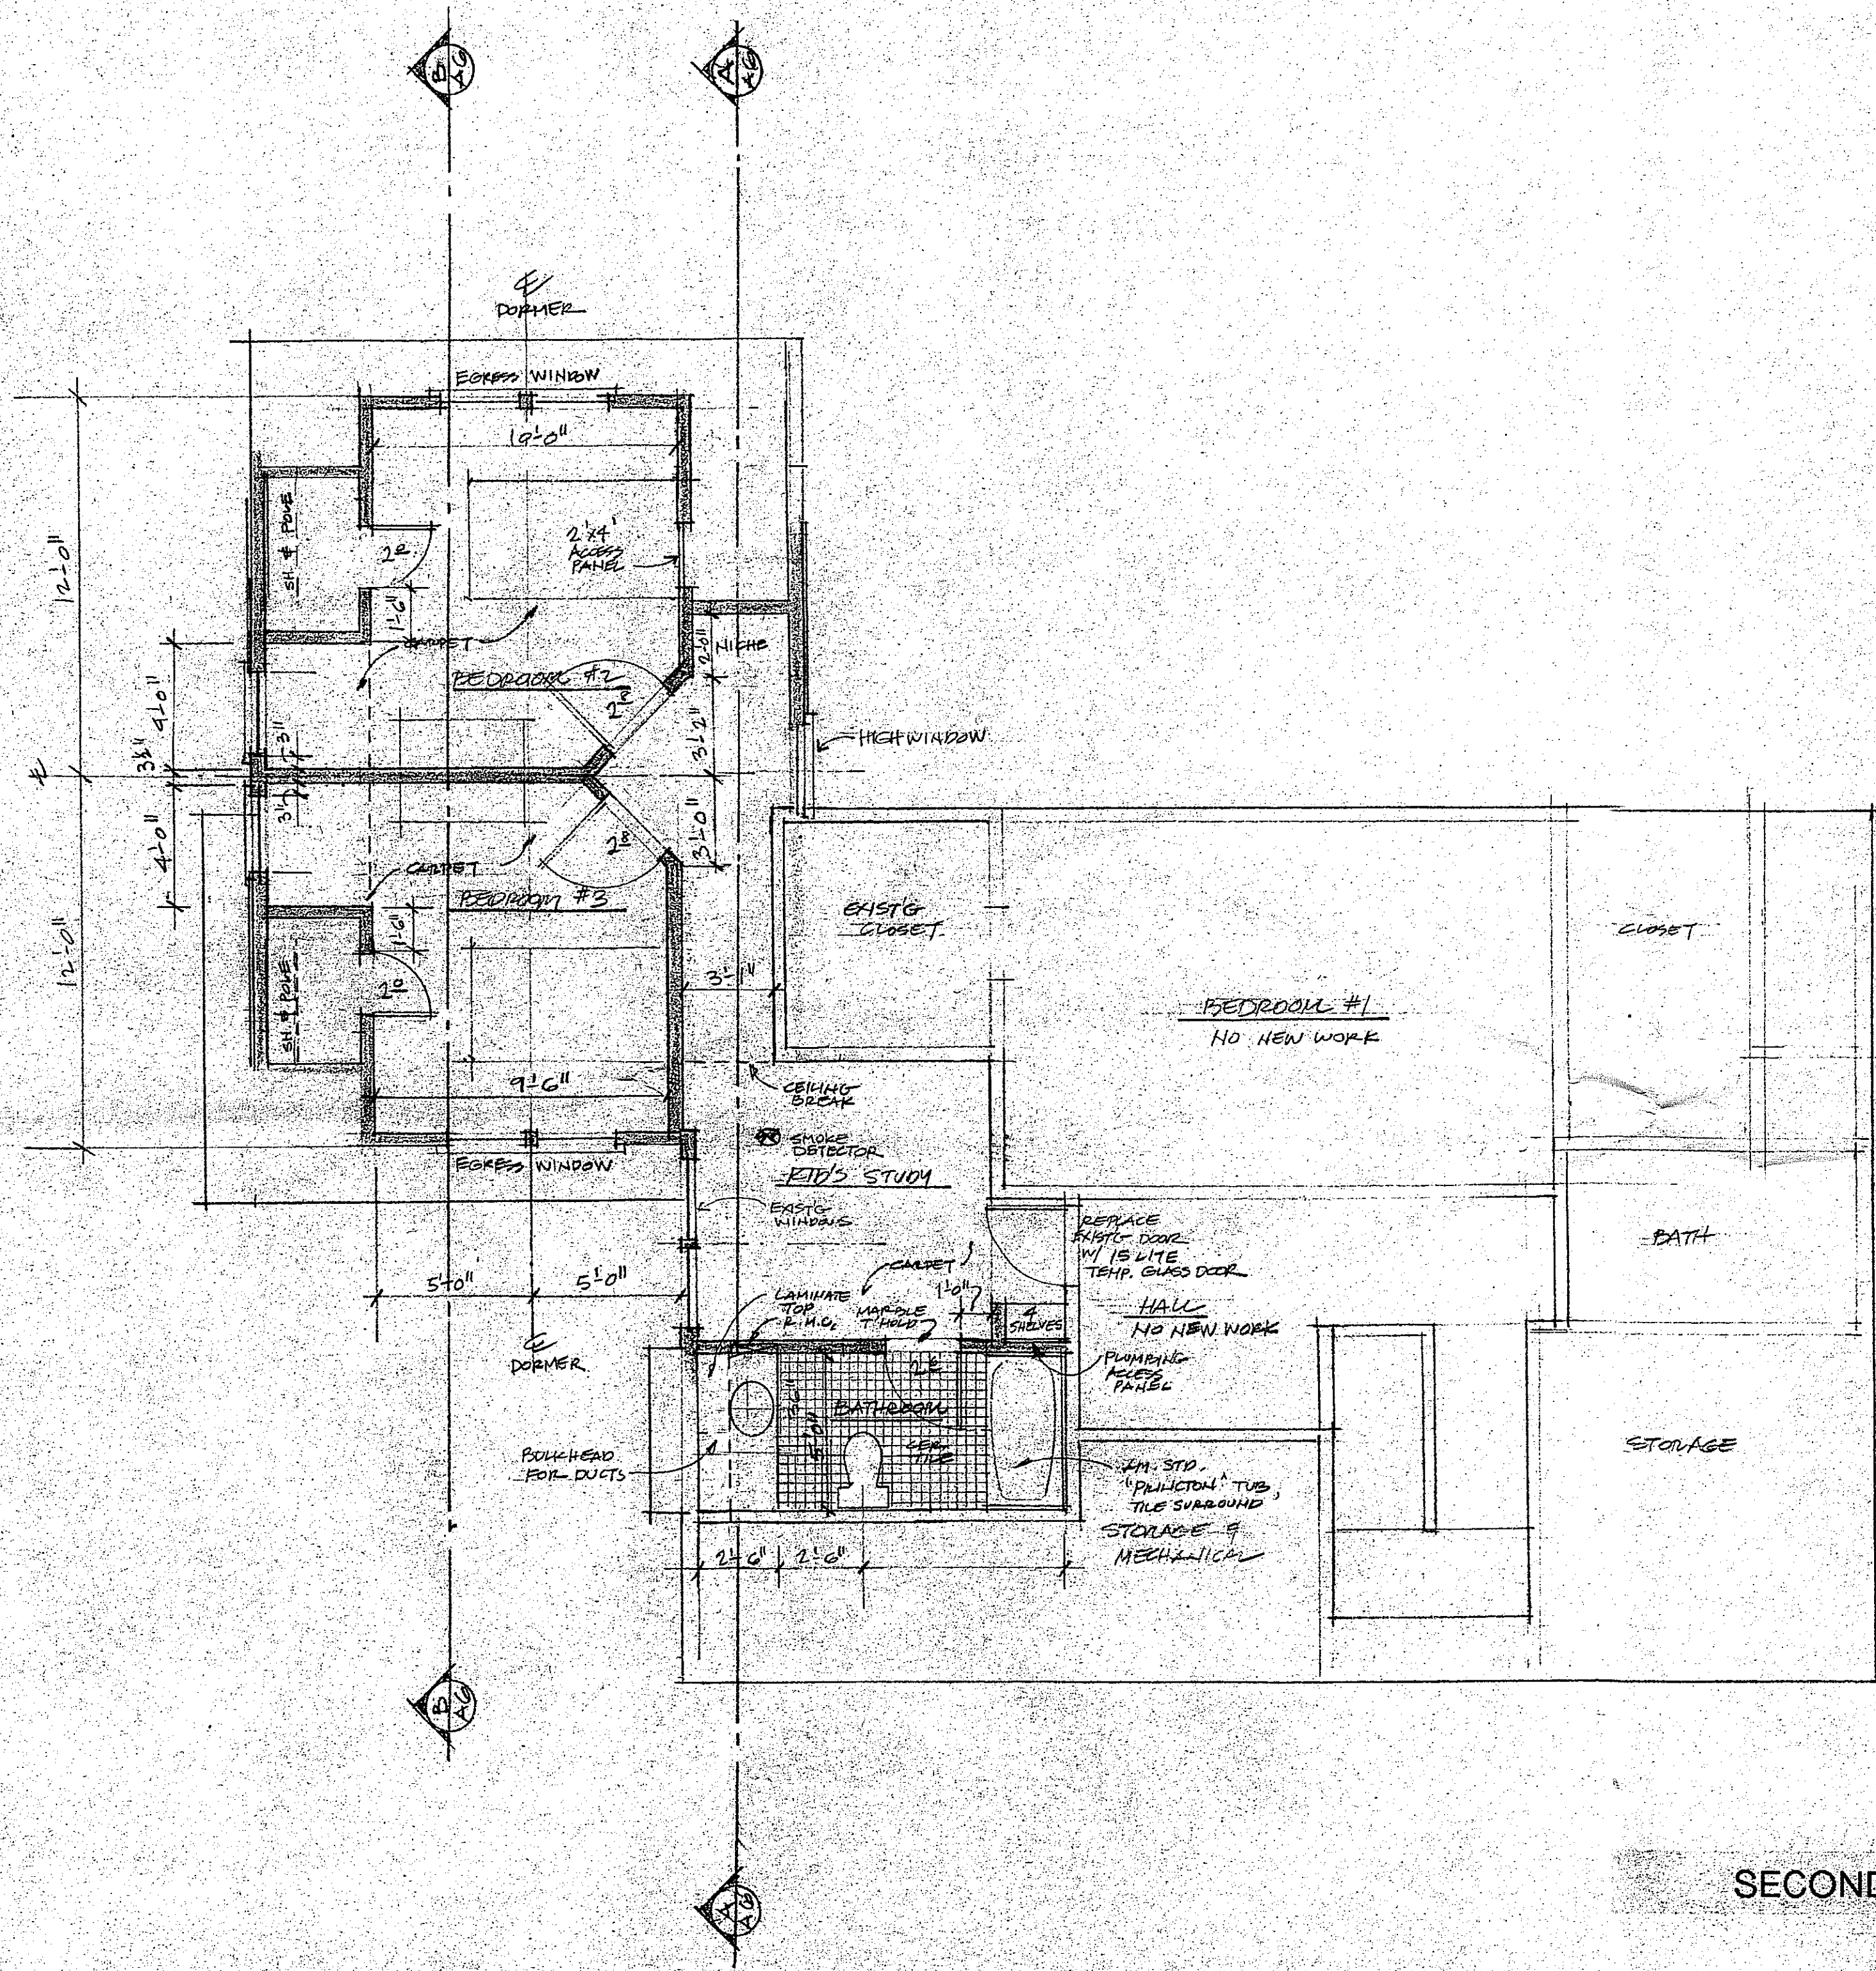 B
A6
A
A6
DORMER
EGRESS WINDOW
10'-0"
12'-0"
SH. & POLE
2⁰
2'x4'
ACCESS
PANEL
1'-6"
CARPET
2'-0"
NICHE
BEDROOM #2
2⁸
4'-0"
3'-2"
HIGH WINDOW
3½"
3"
3"
4'-0"
3'-0"
2⁸
CARPET
BEDROOM #3
EXIST'G
CLOSET
CLOSET
1'-6"
12'-0"
SH. & POLE
2⁰
3'-1"
BEDROOM #1
NO NEW WORK
9'-6"
CEILING
BREAK
SMOKE
DETECTOR
EGRESS WINDOW
KID'S STUDY
EXIST'G
WINDOWS
REPLACE
EXIST'G DOOR
W/ 15 LITE
TEMP. GLASS DOOR
BATH
CARPET
5'-0"
5'-0"
1'-0"
LAMINATE
TOP
MARBLE
T'HOLD
4
SHELVES
HALL
NO NEW WORK
DORMER
2⁶
PLUMBING
ACCESS
PANEL
BATHROOM
5'-0"
CER.
TILE
BULKHEAD
FOR DUCTS
STORAGE
AM. STD.
"PRINCETON" TUB,
TILE SURROUND
STORAGE &
MECHANICAL
2'-6"
2'-6"
B
A6
A
A6
SECOND